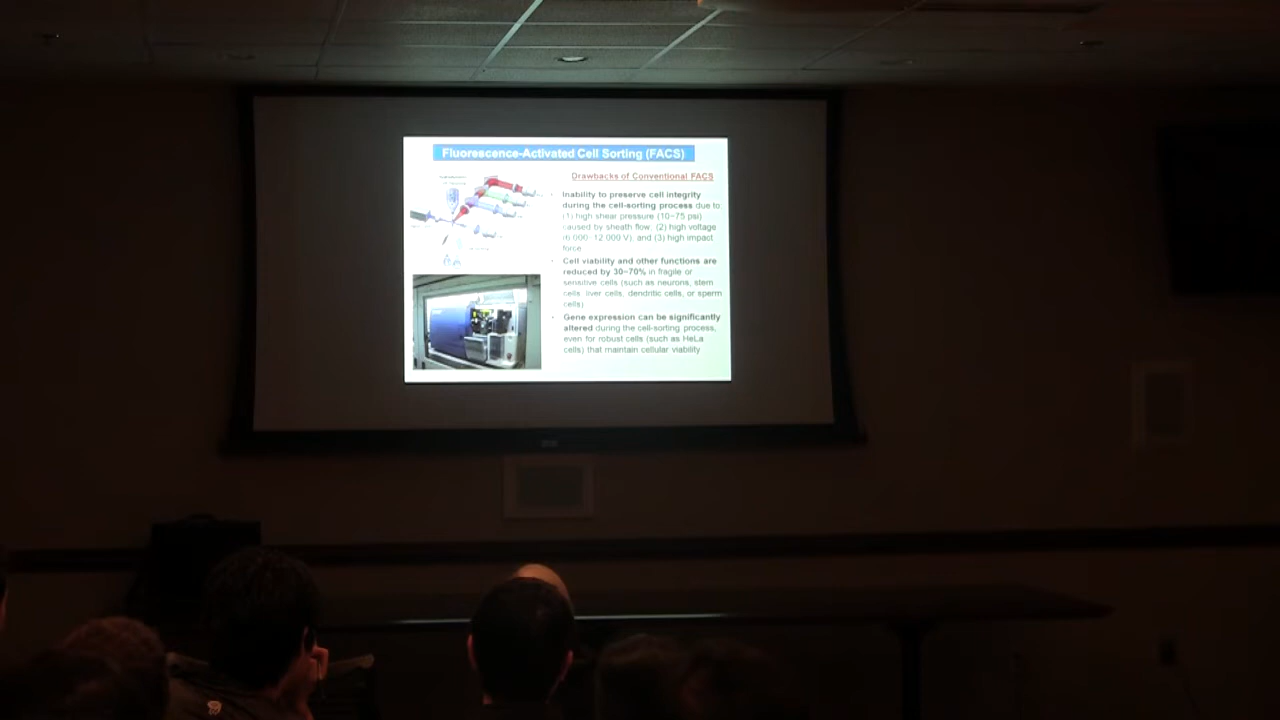 Fluorescence-Activated Cell Sorting (FACS)
Drawbacks of Conventional FACS
Inability to preserve cell integrity
during the cell-sorting process due to
(1) high shear pressure (10~75 psi)
caused by sheath flow, (2) high voltage
(6 000~12 000 V), and (3) high impact
force
Cell viability and other functions are
reduced by 30~70% in fragile or
sensitive cells (such as neurons, stem
cells, liver cells, dendritic cells, or sperm
cells)
Gene expression can be significantly
altered during the cell-sorting process,
even for robust cells (such as HeLa
cells) that maintain cellular viability